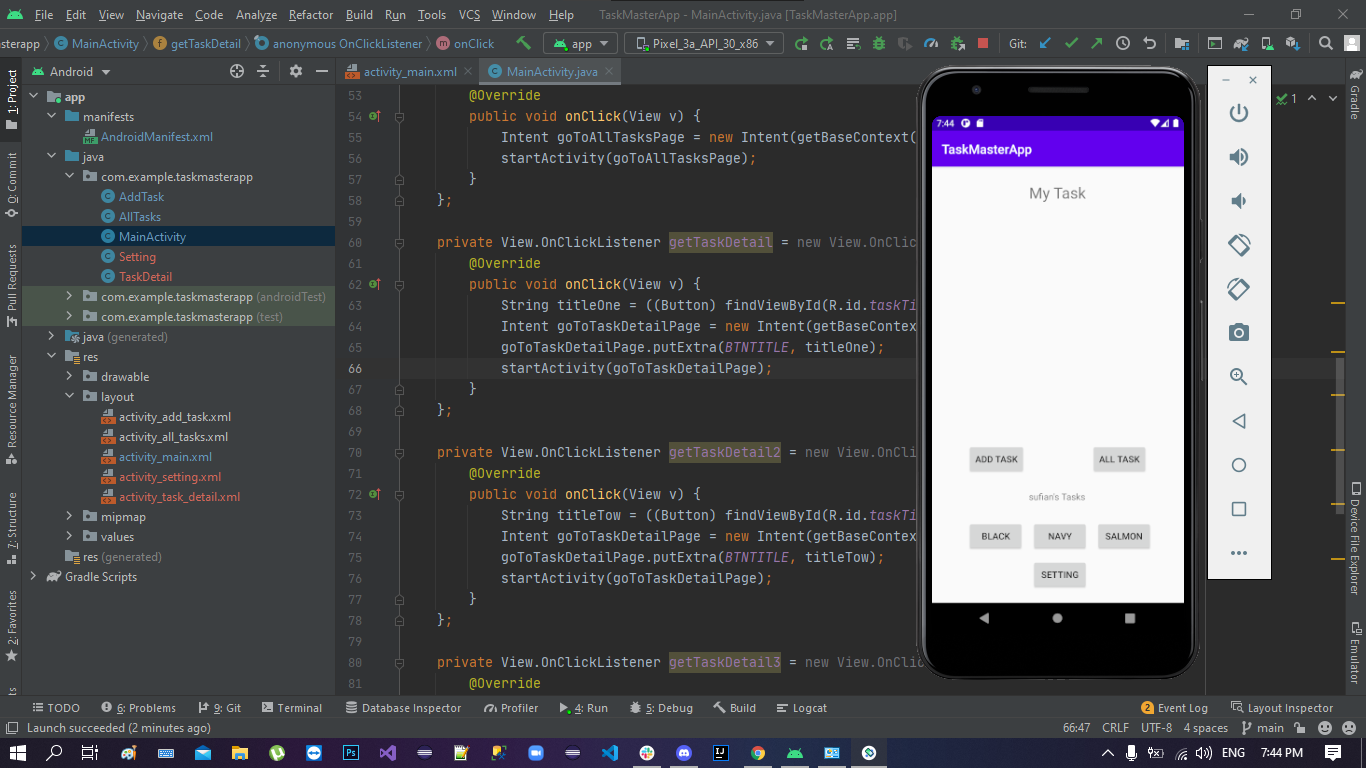 File Edit View Navigate Code Analyze Refactor Build Run Tools VCS Window Help TaskMasterApp - MainActivity.java [TaskMasterApp.app]
sterapp MainActivity getTaskDetail anonymous OnClickListener onClick app Pixel_3a_API_30_x86 Git:
Android activity_main.xml MainActivity.java
1: Project
0: Commit
Pull Requests
Resource Manager
7: Structure
2: Favorites
app
manifests
AndroidManifest.xml
java
com.example.taskmasterapp
AddTask
AllTasks
MainActivity
Setting
TaskDetail
com.example.taskmasterapp (androidTest)
com.example.taskmasterapp (test)
java (generated)
res
drawable
layout
activity_add_task.xml
activity_all_tasks.xml
activity_main.xml
activity_setting.xml
activity_task_detail.xml
mipmap
values
res (generated)
Gradle Scripts
53 @Override
54 public void onClick(View v) {
55 Intent goToAllTasksPage = new Intent(getBaseContext(
56 startActivity(goToAllTasksPage);
57 }
58 };
59
60 private View.OnClickListener getTaskDetail = new View.OnClic
61 @Override
62 public void onClick(View v) {
63 String titleOne = ((Button) findViewById(R.id.taskTi
64 Intent goToTaskDetailPage = new Intent(getBaseContex
65 goToTaskDetailPage.putExtra(BTNTITLE, titleOne);
66 startActivity(goToTaskDetailPage);
67 }
68 };
69
70 private View.OnClickListener getTaskDetail2 = new View.OnClic
71 @Override
72 public void onClick(View v) {
73 String titleTow = ((Button) findViewById(R.id.taskTi
74 Intent goToTaskDetailPage = new Intent(getBaseContex
75 goToTaskDetailPage.putExtra(BTNTITLE, titleTow);
76 startActivity(goToTaskDetailPage);
77 }
78 };
79
80 private View.OnClickListener getTaskDetail3 = new View.OnClic
81 @Override
7:44
TaskMasterApp
My Task
ADD TASK ALL TASK
sufian's Tasks
BLACK NAVY SALMON
SETTING
1
Gradle
Device File Explorer
Emulator
TODO 6: Problems 9: Git Terminal Database Inspector Profiler 4: Run 5: Debug Build Logcat 2 Event Log Layout Inspector
Launch succeeded (2 minutes ago) 66:47 CRLF UTF-8 4 spaces main
ENG 7:44 PM